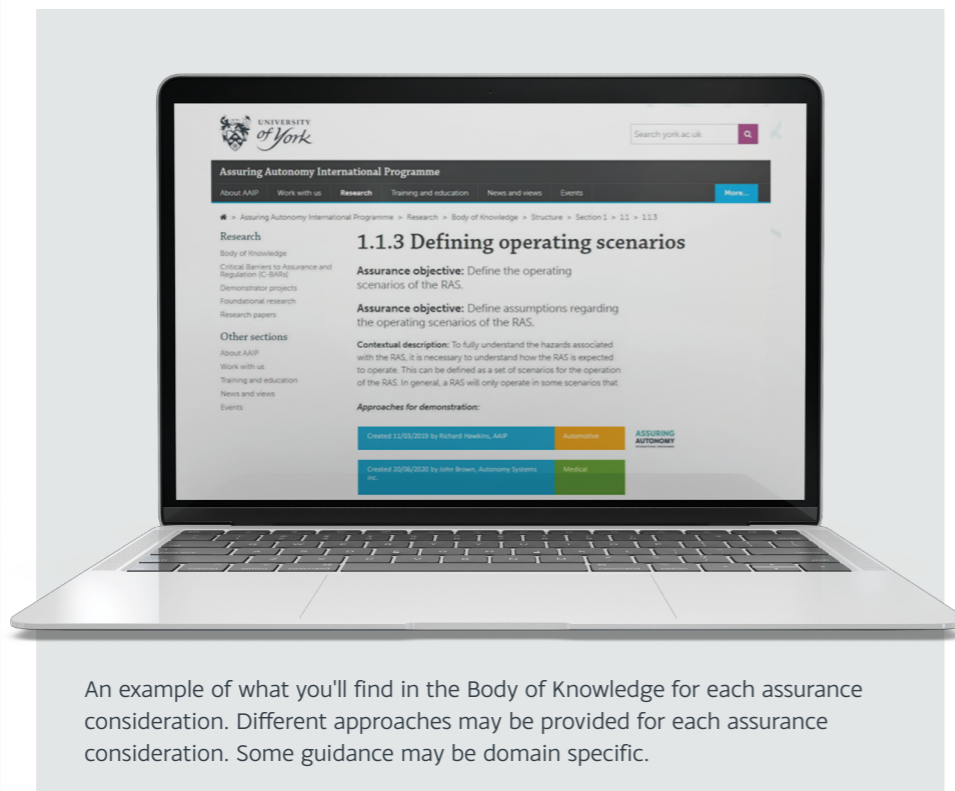 UNIVERSITY
of York
Search york.ac.uk
Assuring Autonomy International Programme
About AAIP Work with us Research Training and education News and views Events More...
> Assuring Autonomy International Programme > Research > Body of Knowledge > Structure > Section 1 > 1.1 > 1.1.3
Research
Body of Knowledge
Critical Barriers to Assurance and
Regulation (C-BARs)
Demonstrator projects
Foundational research
Research papers
Other sections
About AAIP
Work with us
Training and education
News and views
Events
1.1.3 Defining operating scenarios
Assurance objective: Define the operating
scenarios of the RAS.
Assurance objective: Define assumptions regarding
the operating scenarios of the RAS.
Contextual description: To fully understand the hazards associated
with the RAS, it is necessary to understand how the RAS is expected
to operate. This can be defined as a set of scenarios for the operation
of the RAS. In general, a RAS will only operate in some scenarios that
Approaches for demonstration:
Created 11/03/2019 by Richard Hawkins, AAIP Automotive
ASSURING
AUTONOMY
Created 20/06/2020 by John Brown, Autonomy Systems
inc.
Medical
An example of what you'll find in the Body of Knowledge for each assurance
consideration. Different approaches may be provided for each assurance
consideration. Some guidance may be domain specific.